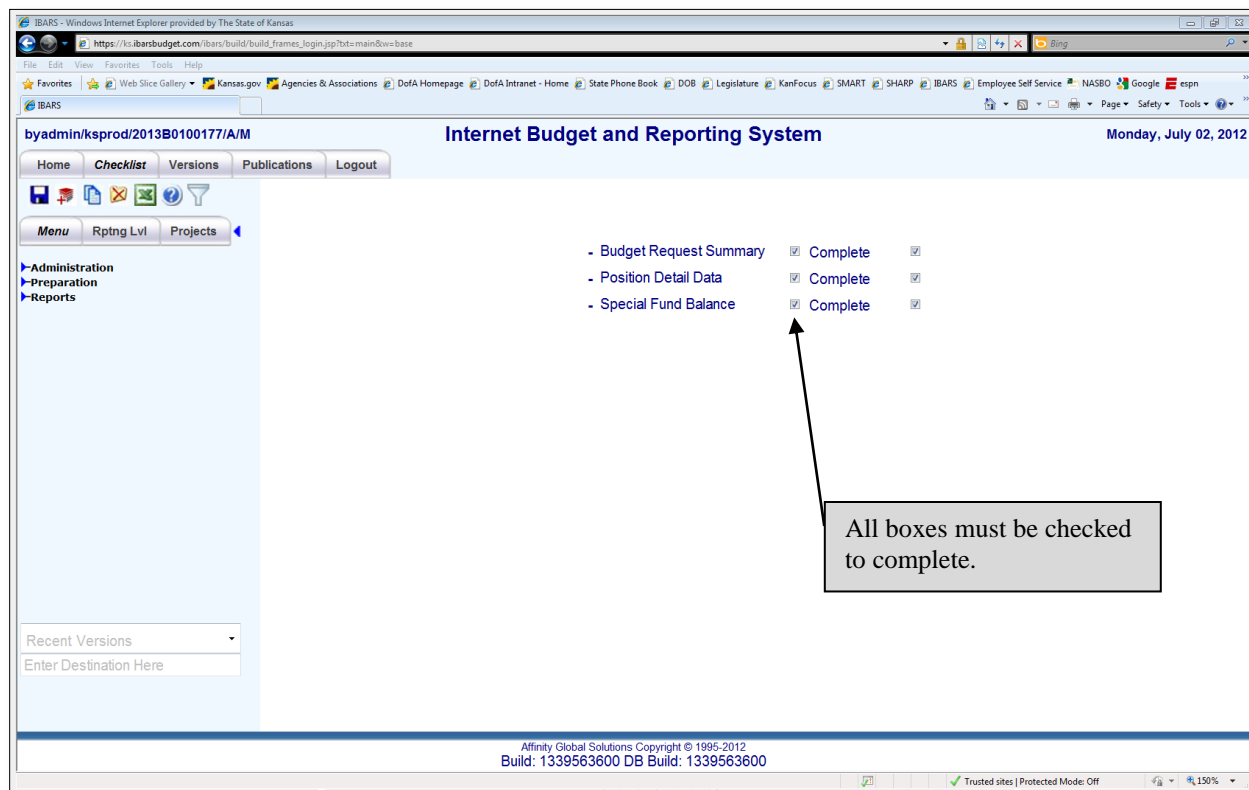 IBARS - Windows Internet Explorer provided by The State of Kansas
https://ks.ibarsbudget.com/ibars/build/build_frames_login.jsp?txt=main&w=base
Bing
File Edit View Favorites Tools Help
Favorites Web Slice Gallery Kansas.gov Agencies & Associations DofA Homepage DofA Intranet - Home State Phone Book DOB Legislature KanFocus SMART SHARP IBARS Employee Self Service NASBO Google espn
IBARS
Page Safety Tools
byadmin/ksprod/2013B0100177/A/M
Internet Budget and Reporting System
Monday, July 02, 2012
Home Checklist Versions Publications Logout
Menu Rptng Lvl Projects
Administration
Preparation
Reports
- Budget Request Summary Complete
- Position Detail Data Complete
- Special Fund Balance Complete
All boxes must be checked
to complete.
Recent Versions
Enter Destination Here
Affinity Global Solutions Copyright © 1995-2012
Build: 1339563600 DB Build: 1339563600
Trusted sites | Protected Mode: Off
150%